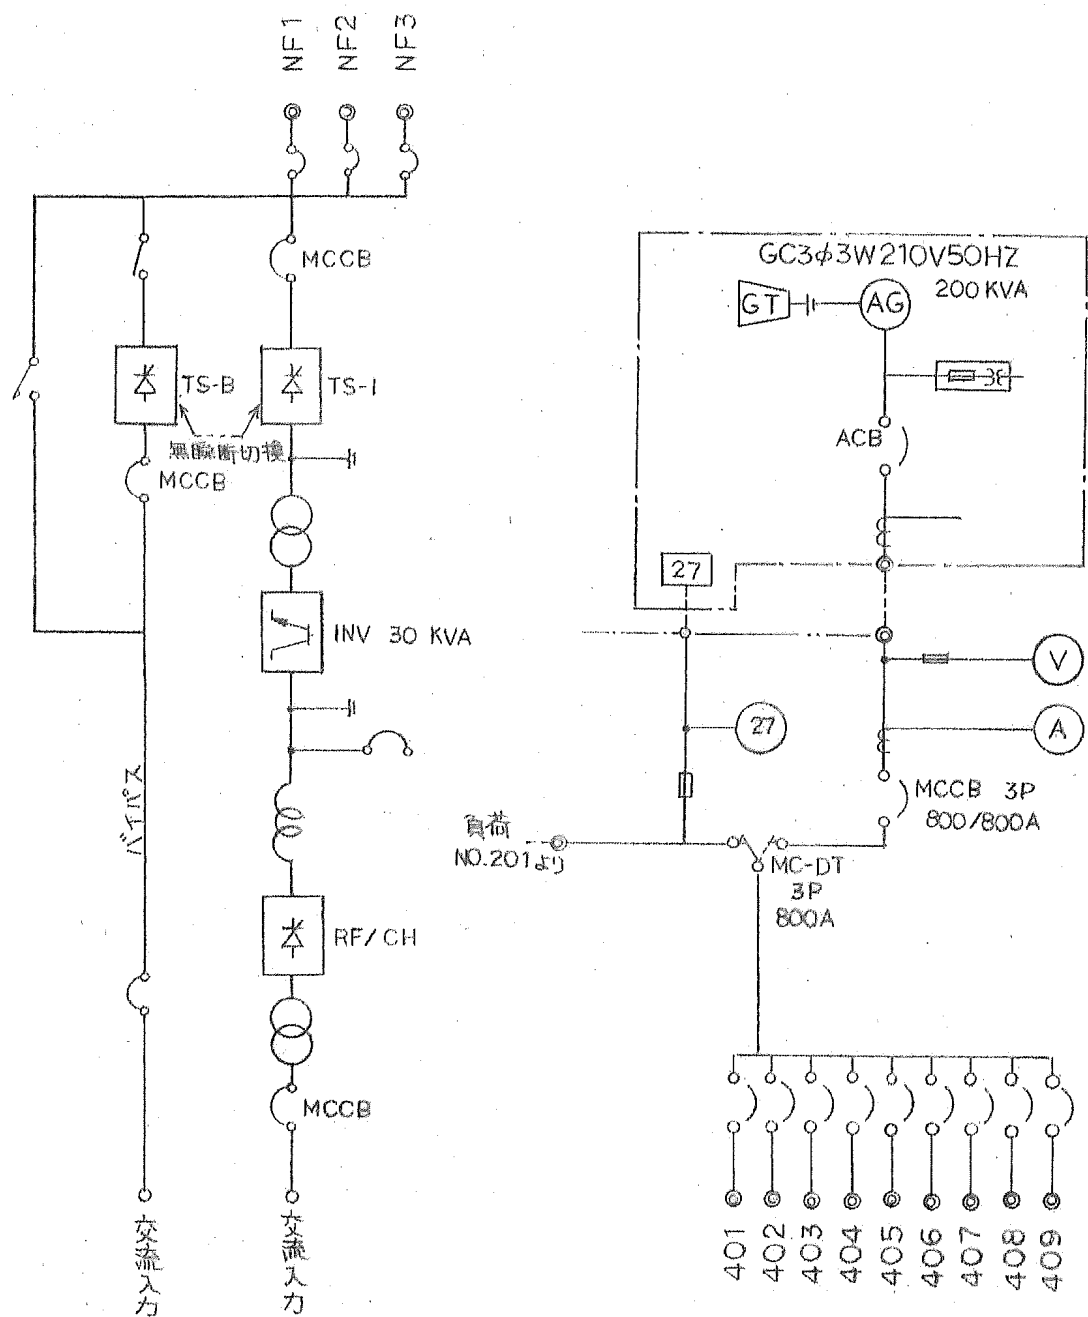 NF1
NF2
NF3
MCCB
TS-B
TS-1
無瞬断切換
MCCB
INV 30 KVA
バイパス
RF/CH
MCCB
交流入力
交流入力
GC3φ3W210V50HZ
200KVA
GT
AG
ACB
27
V
27
A
MCCB 3P
800/800A
負荷
NO.201より
MC-DT
3P
800A
401
402
403
404
405
406
407
408
409